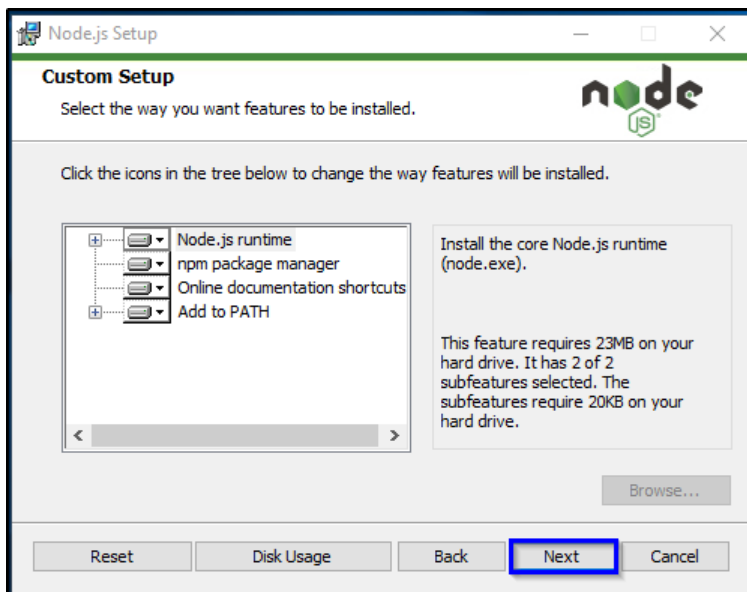 Node.js Setup
Custom Setup
Select the way you want features to be installed.
node
JS
Click the icons in the tree below to change the way features will be installed.
Node.js runtime
npm package manager
Online documentation shortcuts
Add to PATH
Install the core Node.js runtime
(node.exe).
This feature requires 23MB on your
hard drive. It has 2 of 2
subfeatures selected. The
subfeatures require 20KB on your
hard drive.
Browse...
Reset
Disk Usage
Back
Next
Cancel